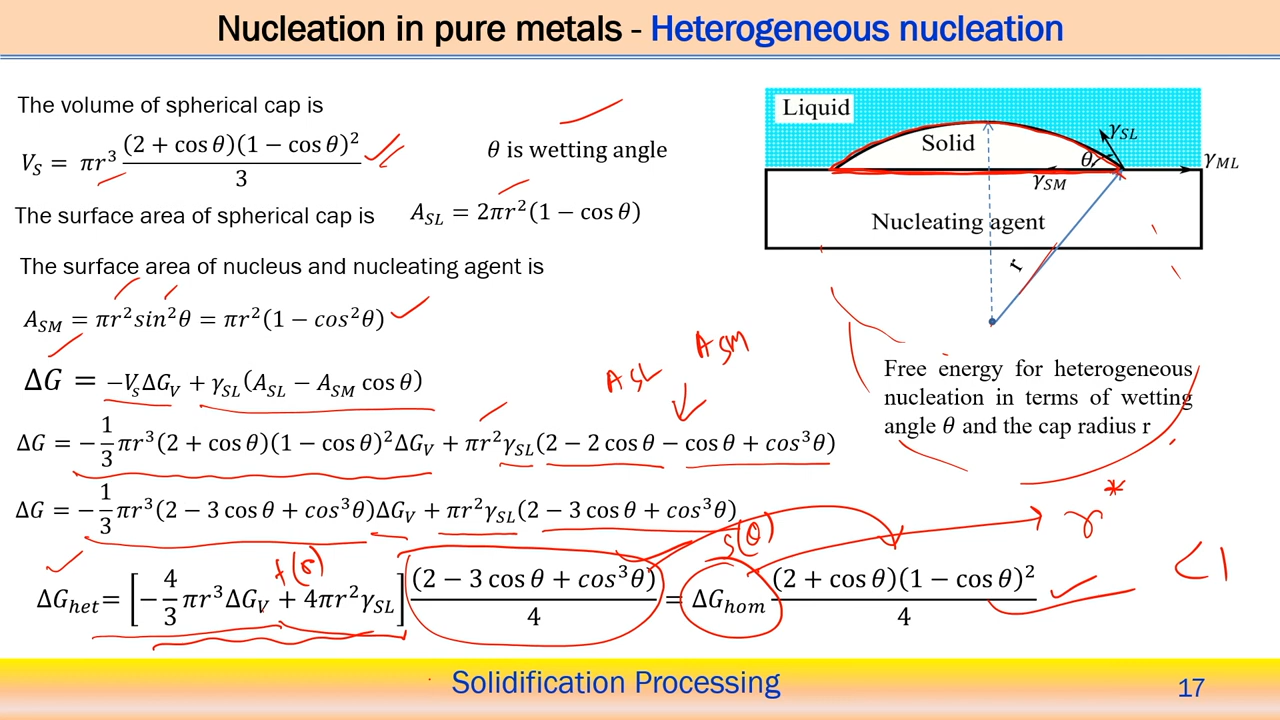 Nucleation in pure metals - Heterogeneous nucleation
The volume of spherical cap is
V_S = πr³ (2 + cos θ)(1 − cos θ)² / 3
θ is wetting angle
The surface area of spherical cap is
A_SL = 2πr²(1 − cos θ)
The surface area of nucleus and nucleating agent is
A_SM = πr²sin²θ = πr²(1 − cos²θ)
ΔG = −V_sΔG_V + γ_SL(A_SL − A_SM cos θ)
A SL
A SM
ΔG = −1/3 πr³(2 + cos θ)(1 − cos θ)²ΔG_V + πr²γ_SL(2 − 2 cos θ − cos θ + cos³θ)
ΔG = −1/3 πr³(2 − 3 cos θ + cos³θ)ΔG_V + πr²γ_SL(2 − 3 cos θ + cos³θ)
f(r)
S(θ)
ΔG_het = [−4/3 πr³ΔG_V + 4πr²γ_SL] (2 − 3 cos θ + cos³θ) / 4 = ΔG_hom (2 + cos θ)(1 − cos θ)² / 4
<1
r*
Liquid
Solid
γ_SL
θ
γ_SM
γ_ML
Nucleating agent
r
Free energy for heterogeneous
nucleation in terms of wetting
angle θ and the cap radius r
Solidification Processing
17